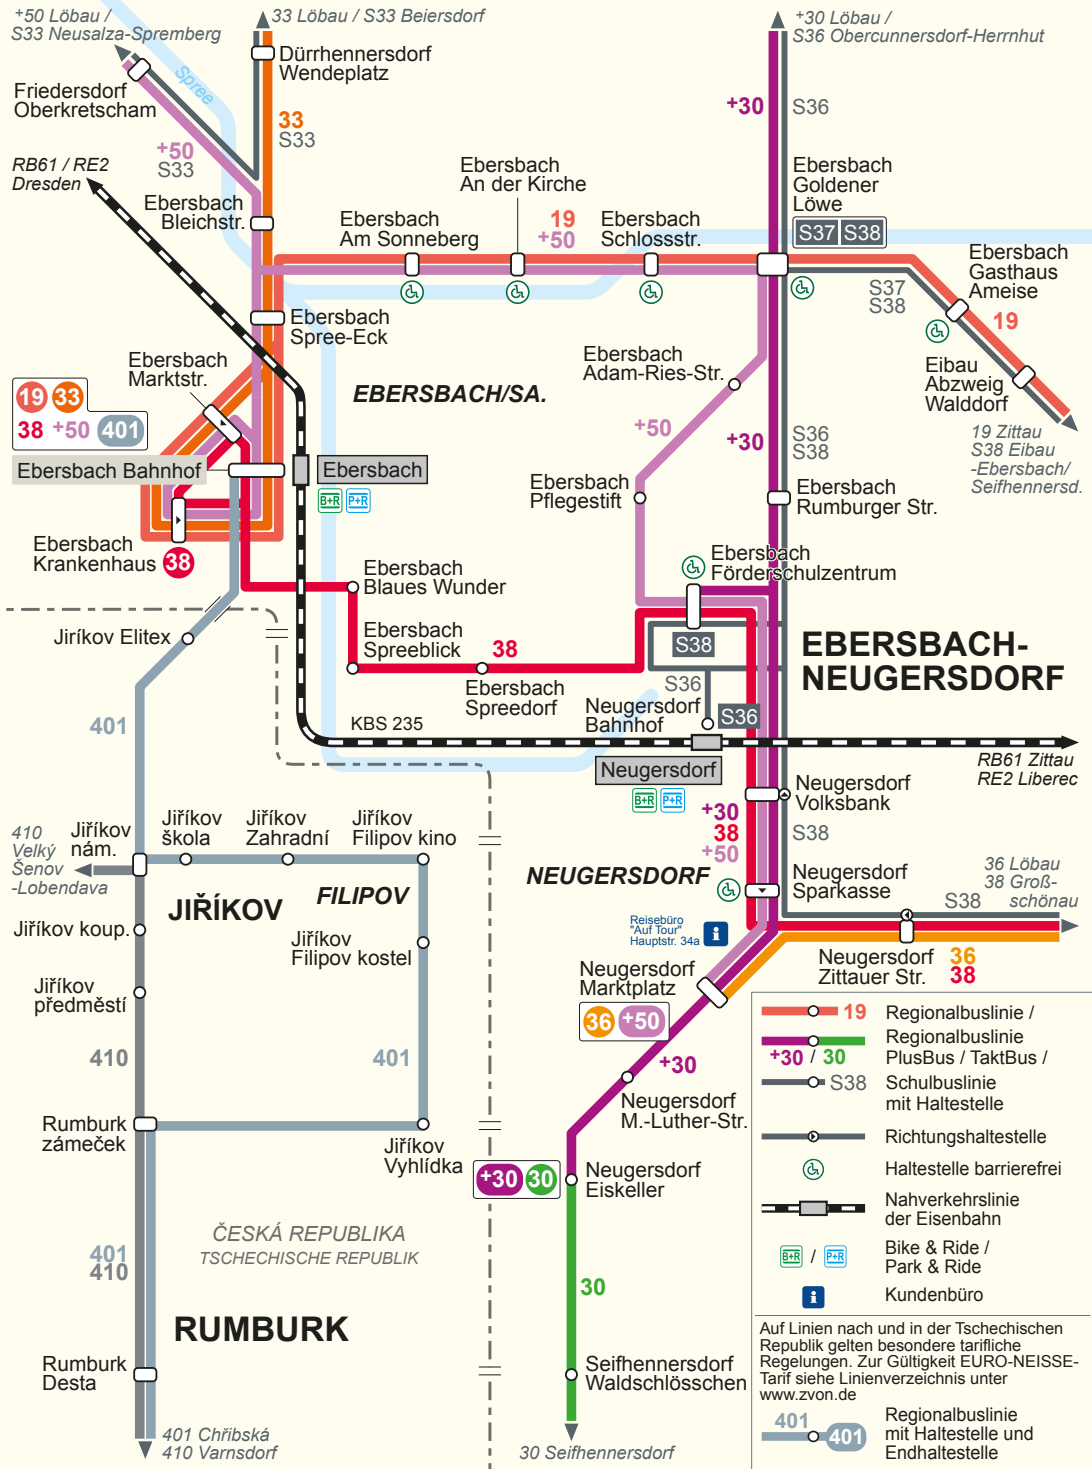 +50 Löbau /
S33 Neusalza-Spremberg
33 Löbau / S33 Beiersdorf
+30 Löbau /
S36 Obercunnersdorf-Herrnhut
Dürrhennersdorf
Wendeplatz
Friedersdorf
Oberkretscham
Spree
33
S33
+50
S33
+30
S36
RB61 / RE2
Dresden
Ebersbach
Bleichstr.
Ebersbach
Am Sonneberg
Ebersbach
An der Kirche
19
+50
Ebersbach
Schlossstr.
Ebersbach
Goldener
Löwe
S37 S38
Ebersbach
Gasthaus
Ameise
S37
S38
19
Ebersbach
Spree-Eck
Ebersbach
Marktstr.
Ebersbach
Adam-Ries-Str.
Eibau
Abzweig
Walddorf
EBERSBACH/SA.
19 33
38 +50 401
+50
+30
S36
S38
19 Zittau
S38 Eibau
-Ebersbach/
Seifhennersd.
Ebersbach Bahnhof
Ebersbach
B+R P+R
Ebersbach
Pflegestift
Ebersbach
Rumburger Str.
Ebersbach
Krankenhaus 38
Ebersbach
Blaues Wunder
Ebersbach
Förderschulzentrum
Jiríkov Elitex
Ebersbach
Spreeblick
38
S38
EBERSBACH-
NEUGERSDORF
Ebersbach
Spreedorf
S36
Neugersdorf
Bahnhof
S36
401
KBS 235
Neugersdorf
B+R P+R
RB61 Zittau
RE2 Liberec
Neugersdorf
Volksbank
+30
38
+50
S38
410
Velký
Šenov
-Lobendava
Jiříkov
nám.
Jiříkov
škola
Jiříkov
Zahradní
Jiříkov
Filipov kino
FILIPOV
JIŘÍKOV
NEUGERSDORF
Neugersdorf
Sparkasse
36 Löbau
38 Groß-
schönau
S38
Jiříkov koup.
Jiříkov
Filipov kostel
Reisebüro
"Auf Tour"
Hauptstr. 34a
i
Neugersdorf
Zittauer Str.
36
38
Jiříkov
předměstí
Neugersdorf
Marktplatz
36 +50
410
401
+30
Neugersdorf
M.-Luther-Str.
Rumburk
zámeček
Jiříkov
Vyhlídka
+30 30
Neugersdorf
Eiskeller
ČESKÁ REPUBLIKA
TSCHECHISCHE REPUBLIK
401
410
30
RUMBURK
Rumburk
Desta
Seifhennersdorf
Waldschlösschen
401 Chřibská
410 Varnsdorf
30 Seifhennersdorf
19
Regionalbuslinie /
+30 / 30
Regionalbuslinie
PlusBus / TaktBus /
S38
Schulbuslinie
mit Haltestelle
Richtungshaltestelle
Haltestelle barrierefrei
Nahverkehrslinie
der Eisenbahn
B+R / P+R
Bike & Ride /
Park & Ride
i
Kundenbüro
Auf Linien nach und in der Tschechischen
Republik gelten besondere tarifliche
Regelungen. Zur Gültigkeit EURO-NEISSE-
Tarif siehe Linienverzeichnis unter
www.zvon.de
401
401
Regionalbuslinie
mit Haltestelle und
Endhaltestelle